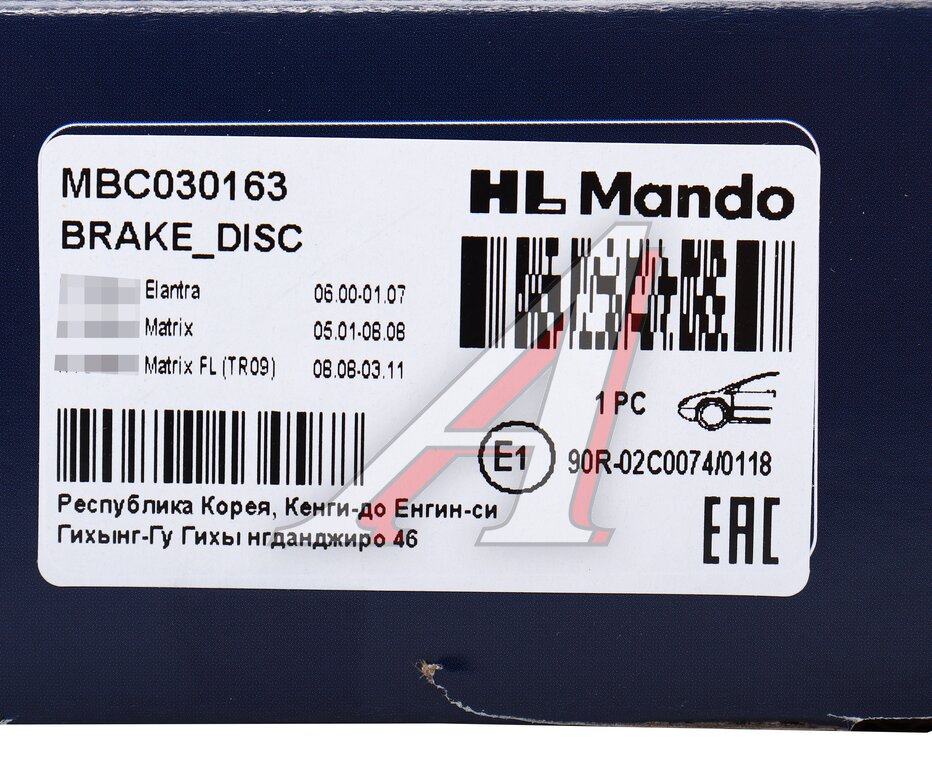 MBC030163
BRAKE_DISC
HL Mando
Elantra 06.00-01.07
Matrix 05.01-08.08
Matrix FL (TR09) 08.08-03.11
1 PC
E1 90R-02C0074/0118
Республика Корея, Кенги-до Енгин-си
Гихынг-Гу Гихы нгданджиро 46
EAC